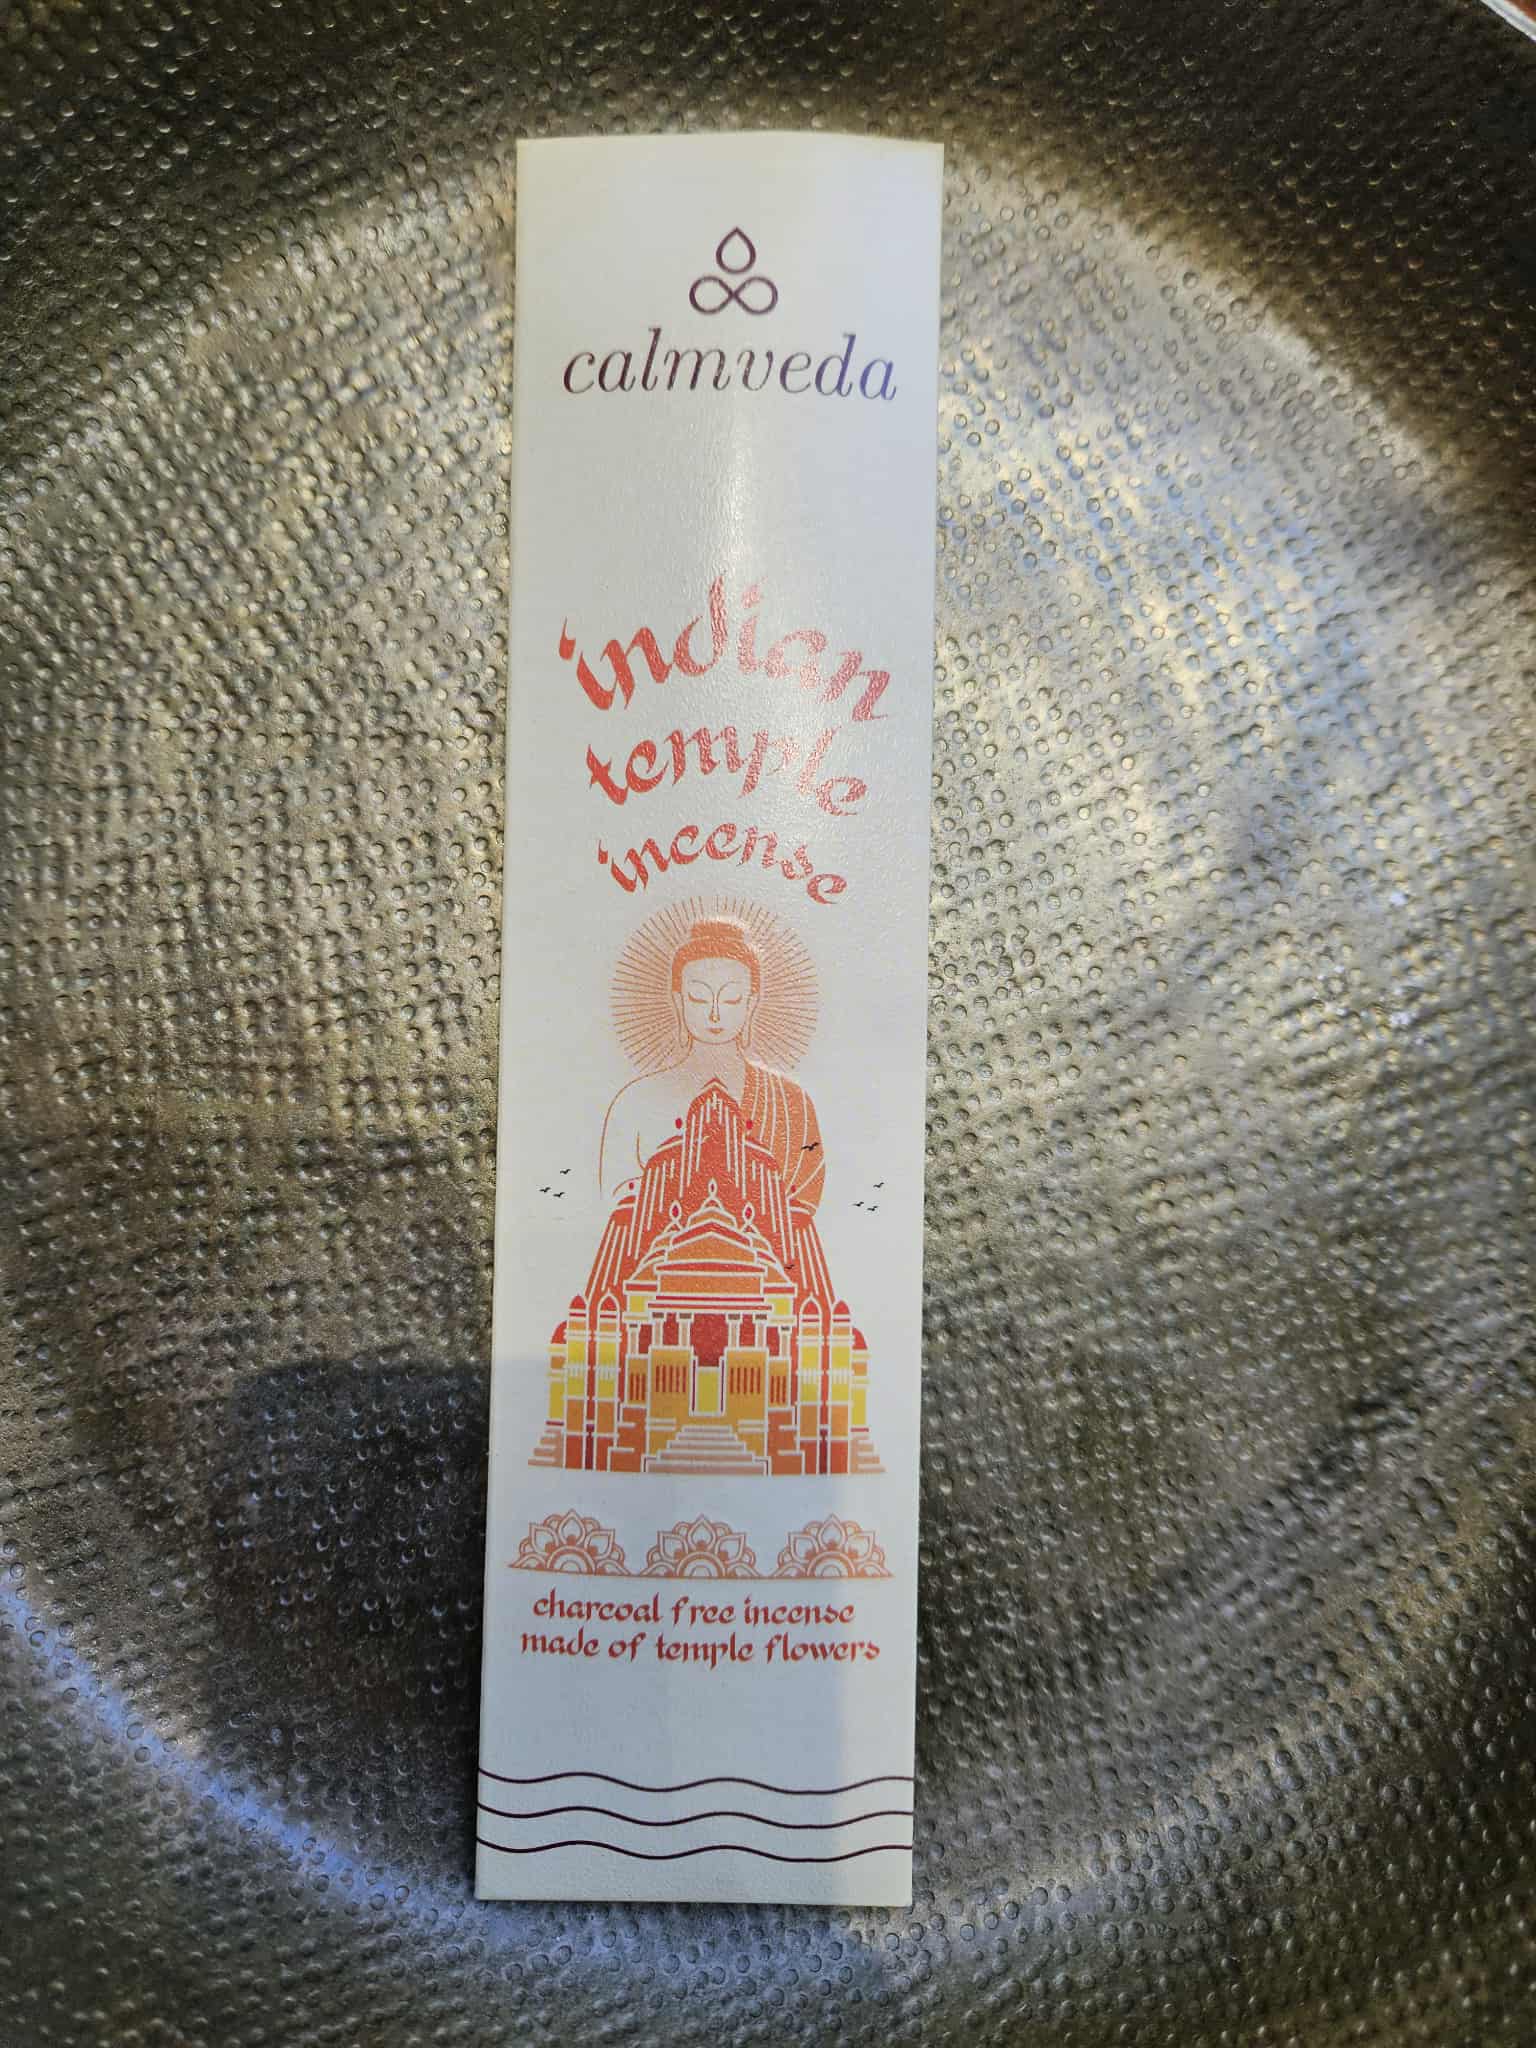 calmveda
indian
temple
incense
charcoal free incense
made of temple flowers